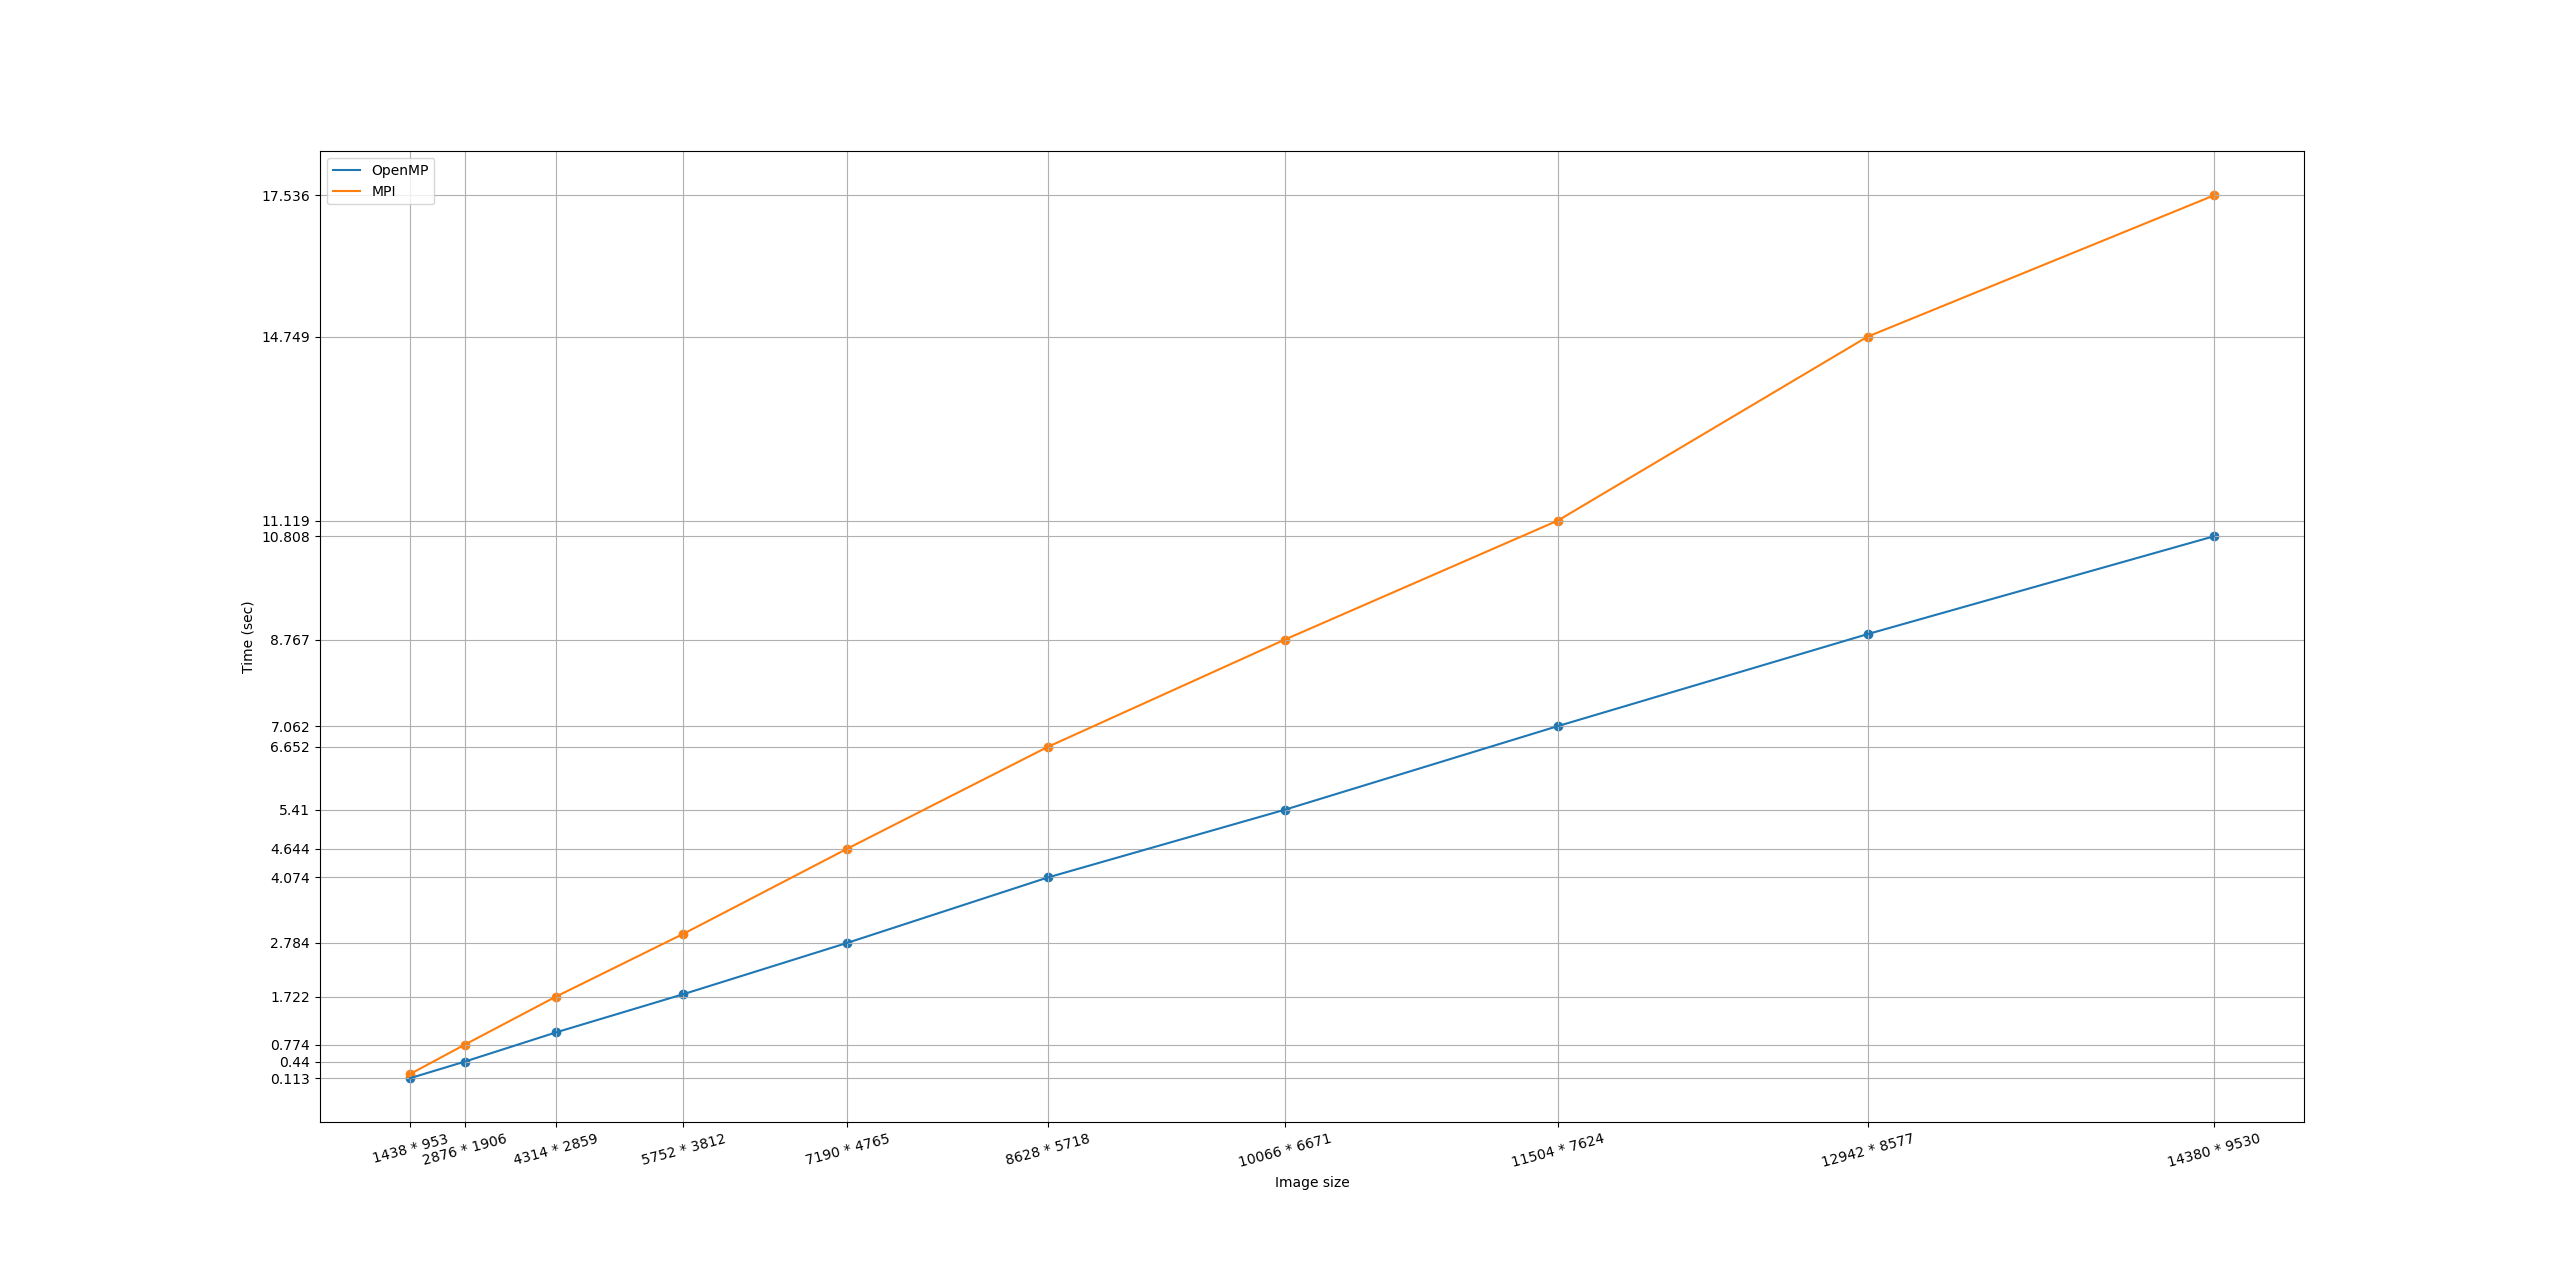 OpenMP
MPI
17.536
14.749
11.119
10.808
8.767
7.062
6.652
5.41
4.644
4.074
2.784
1.722
0.774
0.44
0.113
Time (sec)
1438 * 953
2876 * 1906
4314 * 2859
5752 * 3812
7190 * 4765
8628 * 5718
10066 * 6671
11504 * 7624
12942 * 8577
14380 * 9530
Image size